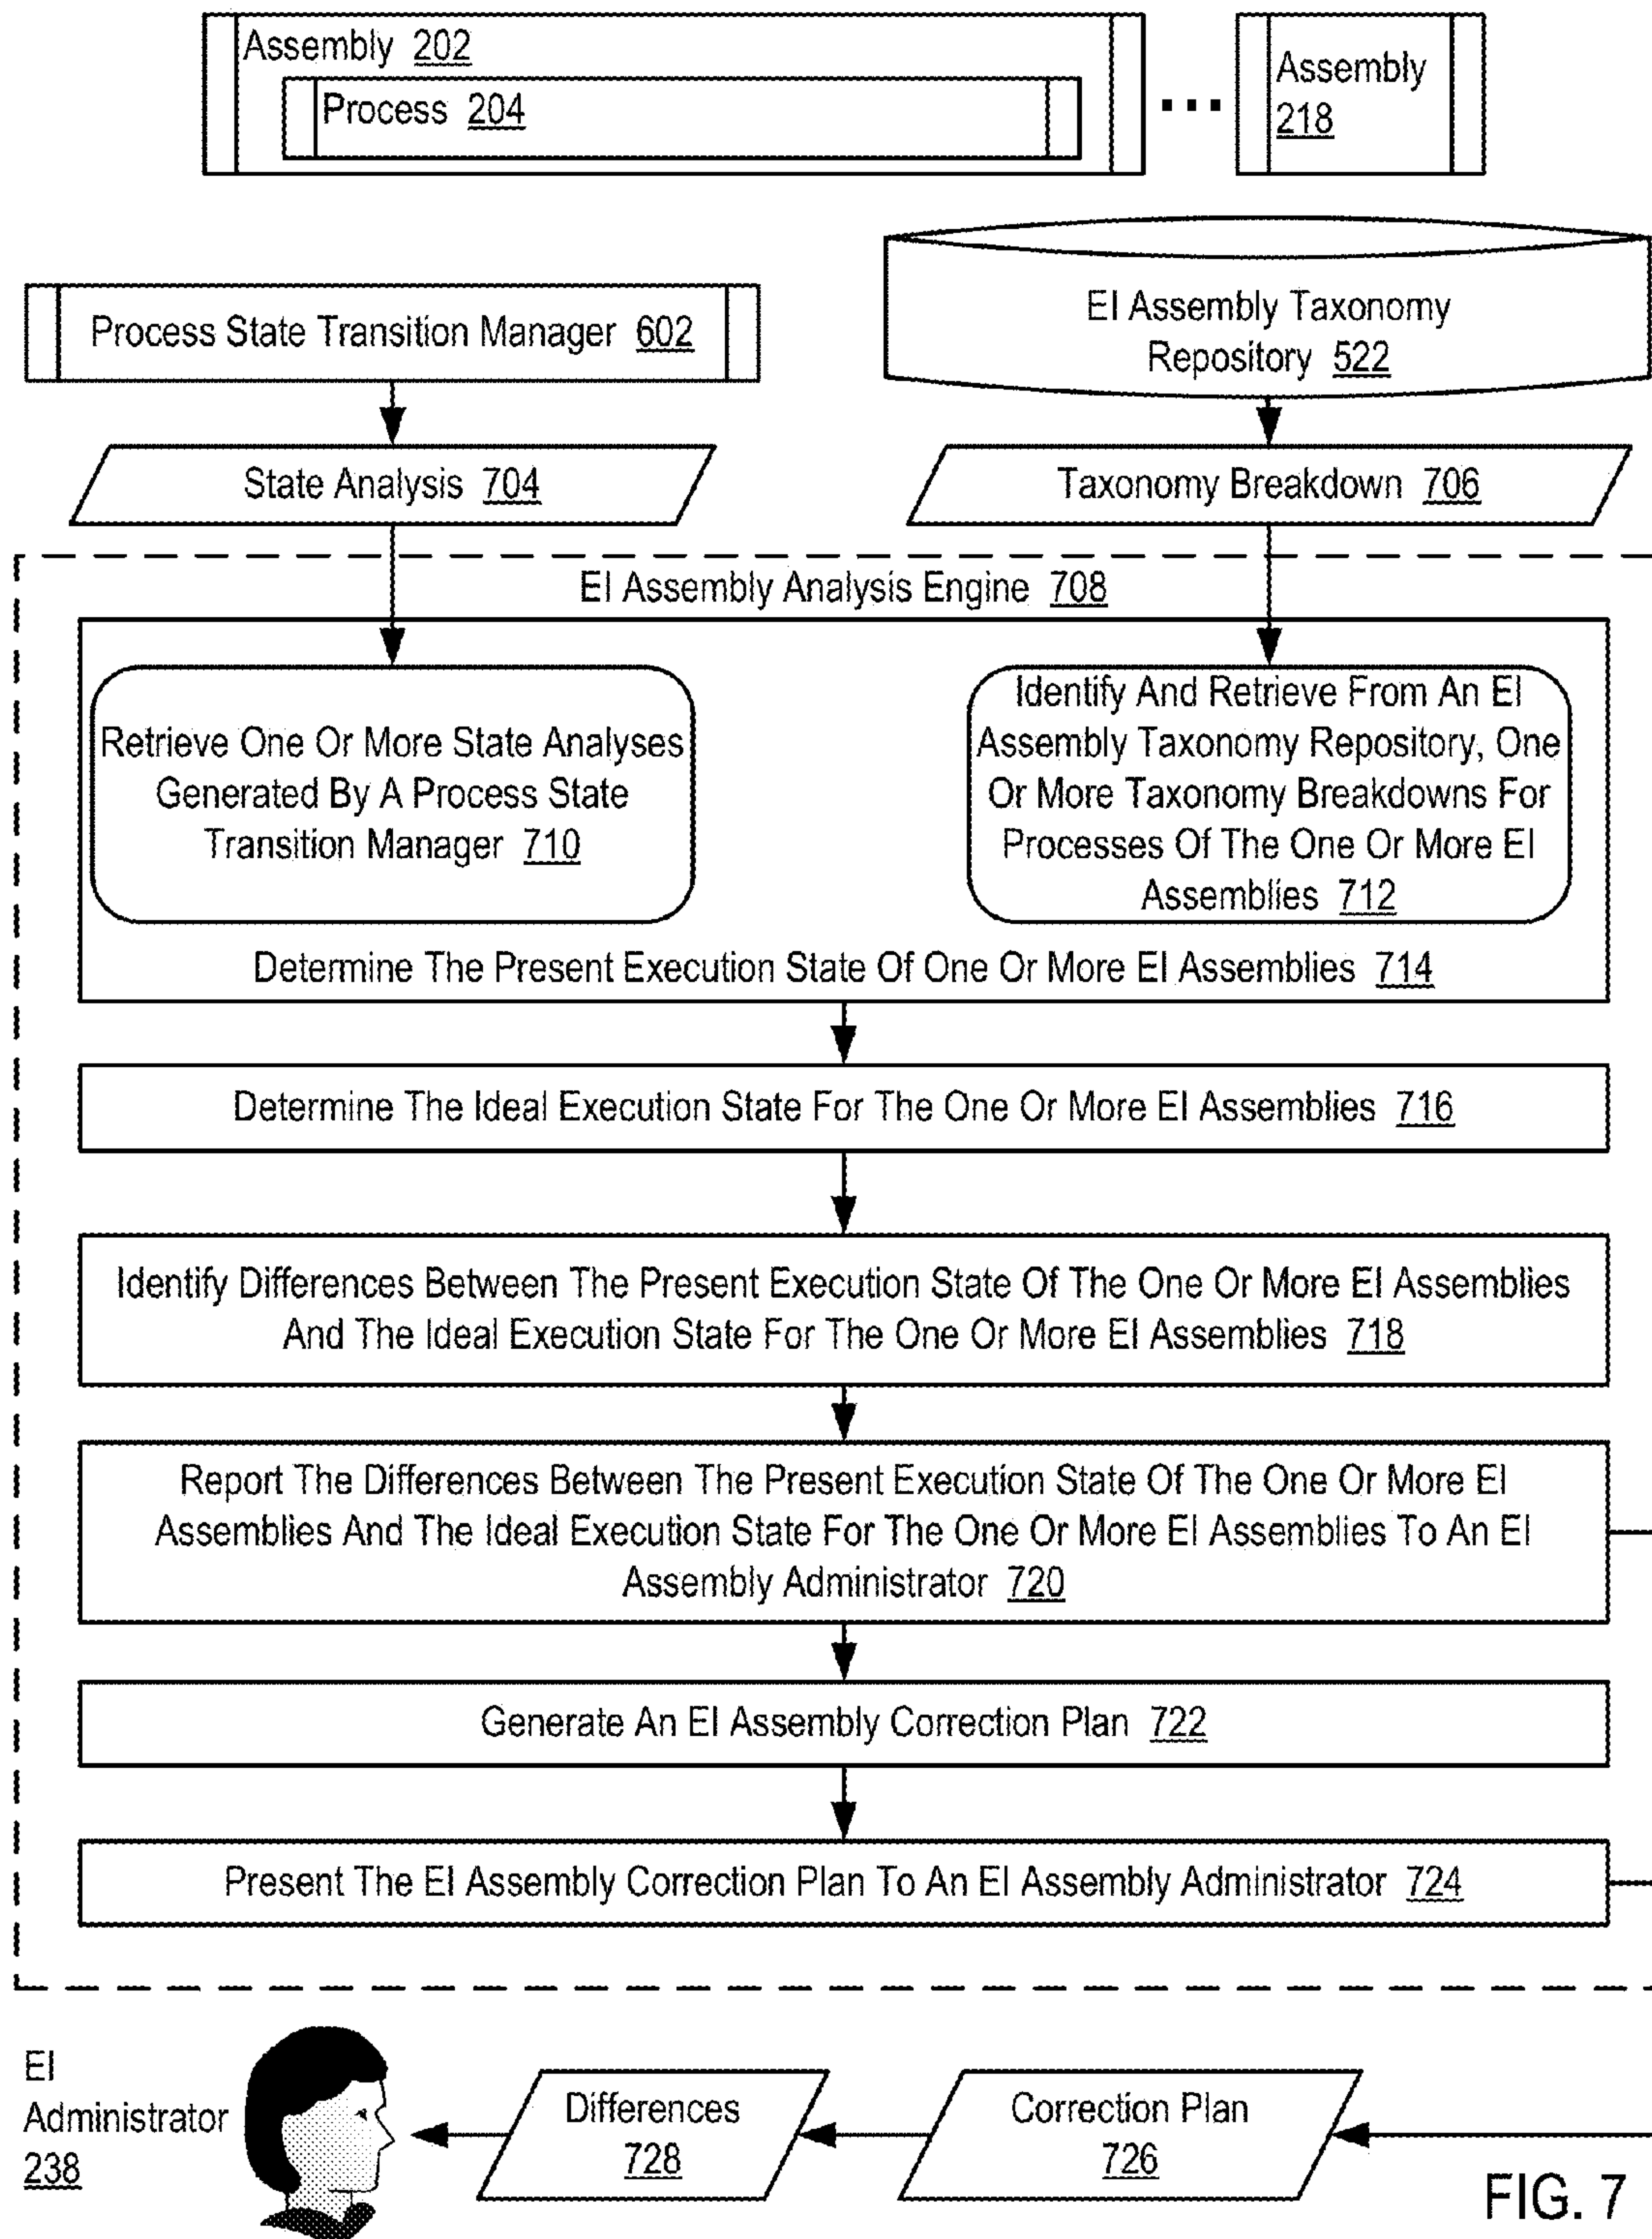 Assembly 202
Process 204
...
Assembly
218
Process State Transition Manager 602
EI Assembly Taxonomy
Repository 522
State Analysis 704
Taxonomy Breakdown 706
EI Assembly Analysis Engine 708
Retrieve One Or More State Analyses
Generated By A Process State
Transition Manager 710
Identify And Retrieve From An EI
Assembly Taxonomy Repository, One
Or More Taxonomy Breakdowns For
Processes Of The One Or More EI
Assemblies 712
Determine The Present Execution State Of One Or More EI Assemblies 714
Determine The Ideal Execution State For The One Or More EI Assemblies 716
Identify Differences Between The Present Execution State Of The One Or More EI Assemblies
And The Ideal Execution State For The One Or More EI Assemblies 718
Report The Differences Between The Present Execution State Of The One Or More EI
Assemblies And The Ideal Execution State For The One Or More EI Assemblies To An EI
Assembly Administrator 720
Generate An EI Assembly Correction Plan 722
Present The EI Assembly Correction Plan To An EI Assembly Administrator 724
EI
Administrator
238
Differences
728
Correction Plan
726
FIG. 7